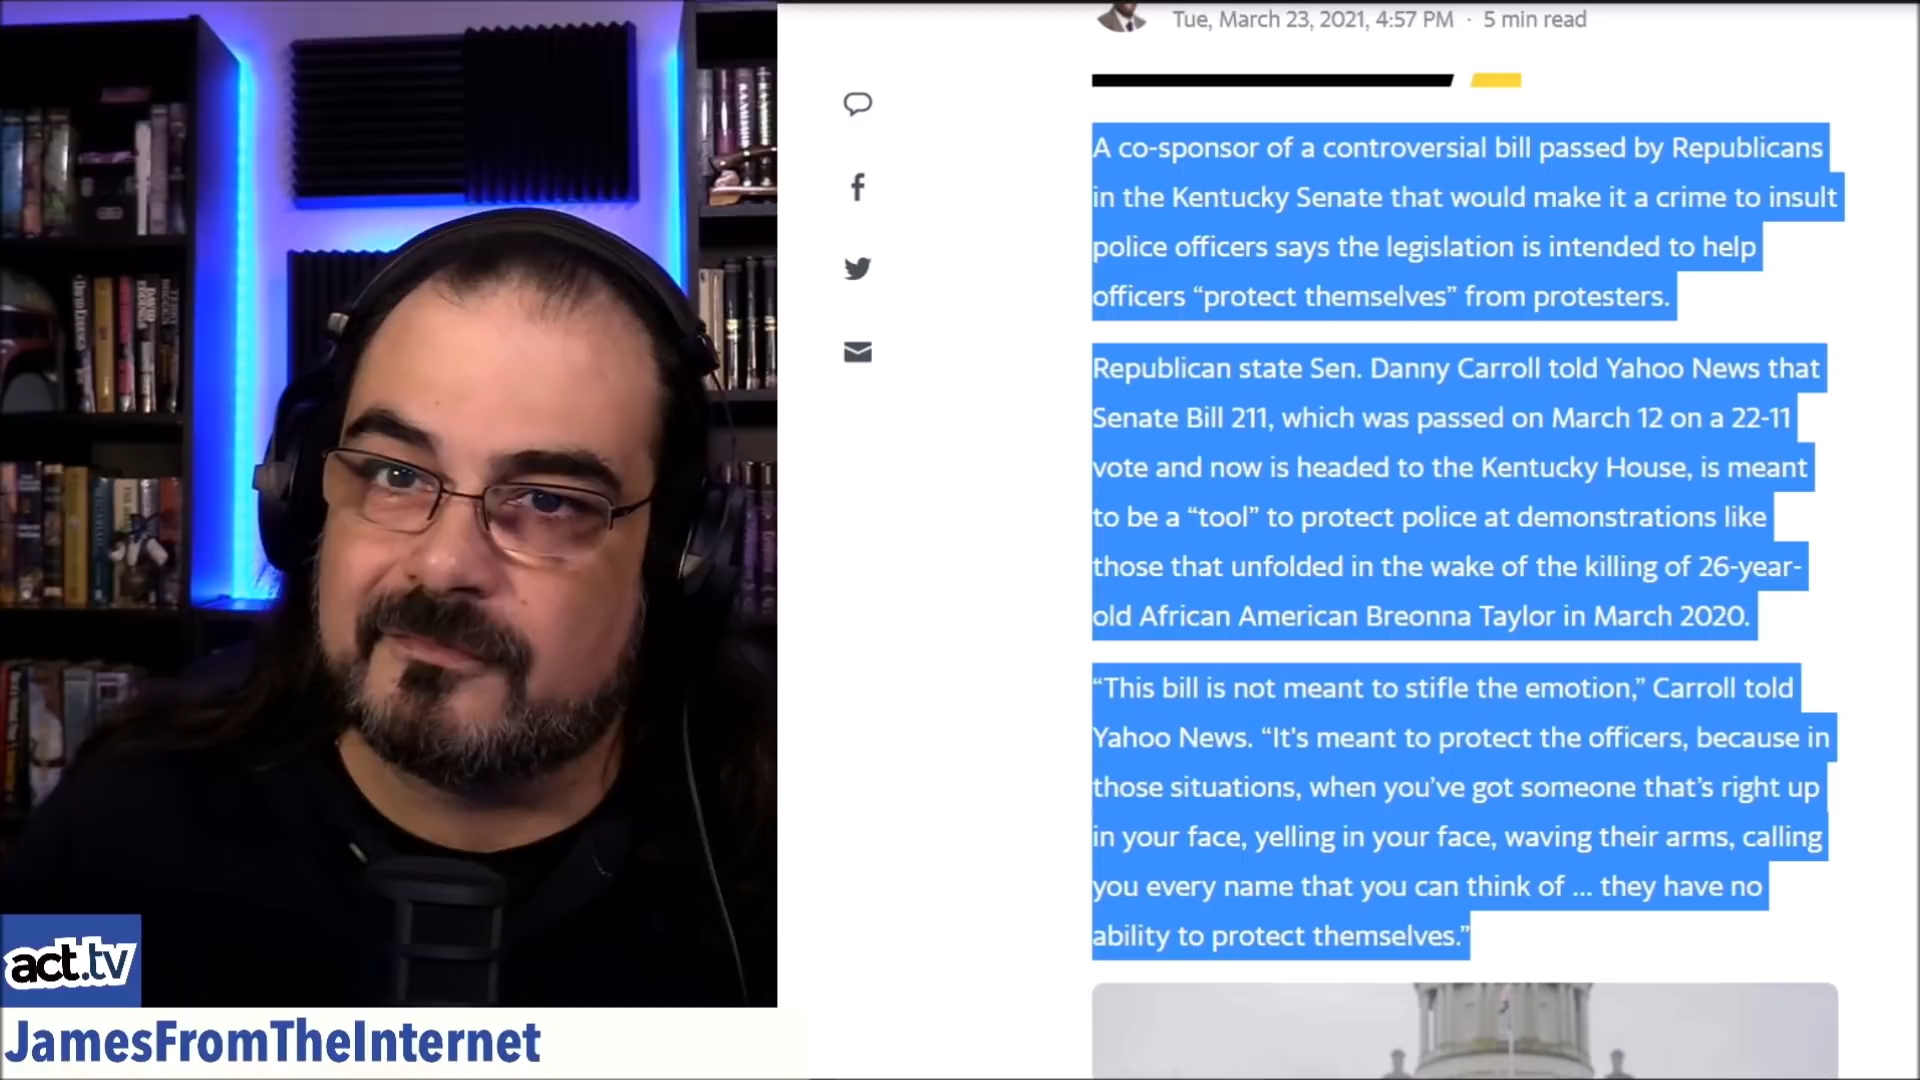 Tue, March 23, 2021, 4:57 PM · 5 min read
A co-sponsor of a controversial bill passed by Republicans
in the Kentucky Senate that would make it a crime to insult
police officers says the legislation is intended to help
officers “protect themselves” from protesters.
Republican state Sen. Danny Carroll told Yahoo News that
Senate Bill 211, which was passed on March 12 on a 22-11
vote and now is headed to the Kentucky House, is meant
to be a “tool” to protect police at demonstrations like
those that unfolded in the wake of the killing of 26-year-
old African American Breonna Taylor in March 2020.
“This bill is not meant to stifle the emotion,” Carroll told
Yahoo News. “It's meant to protect the officers, because in
those situations, when you’ve got someone that’s right up
in your face, yelling in your face, waving their arms, calling
you every name that you can think of ... they have no
ability to protect themselves.”
act.tv
JamesFromTheInternet